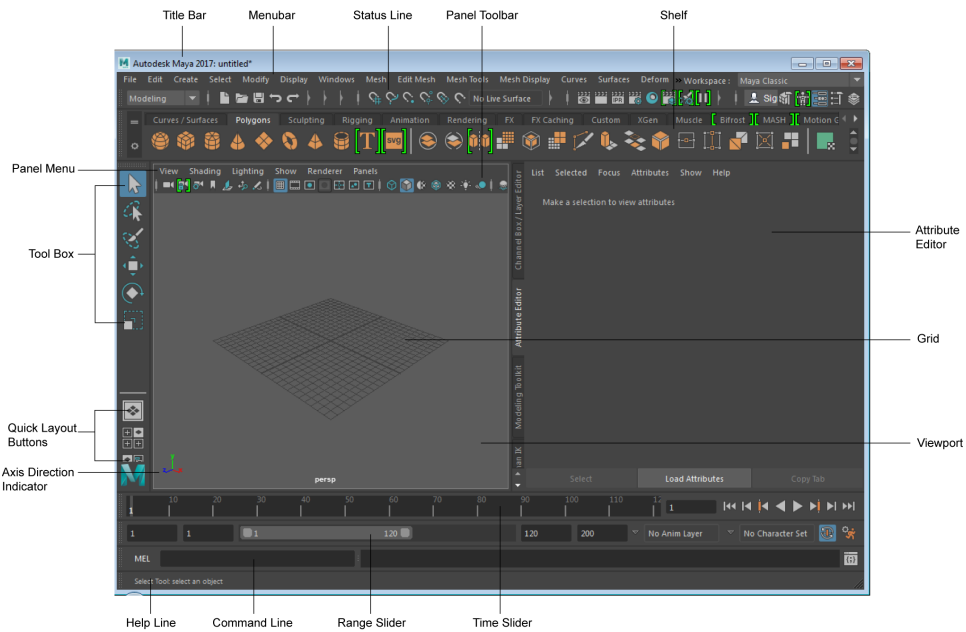 Title Bar Menubar Status Line Panel Toolbar Shelf
Autodesk Maya 2017: untitled*
File Edit Create Select Modify Display Windows Mesh Edit Mesh Mesh Tools Mesh Display Curves Surfaces Deform » Workspace : Maya Classic
Modeling No Live Surface Sig
Curves / Surfaces Polygons Sculpting Rigging Animation Rendering FX FX Caching Custom XGen Muscle Bifrost MASH Motion G
T svg
Panel Menu
View Shading Lighting Show Renderer Panels
List Selected Focus Attributes Show Help
Make a selection to view attributes
Channel Box / Layer Editor
Attribute
Editor
Tool Box
Attribute Editor
Grid
Modeling Toolkit
Quick Layout
Buttons
Viewport
ian IK
Axis Direction
Indicator
y
M
persp
Select Load Attributes Copy Tab
10 20 30 40 50 60 70 80 90 100 110 12
1 1
1 1 1 120 120 200 No Anim Layer No Character Set
MEL
Select Tool: select an object
Help Line Command Line Range Slider Time Slider